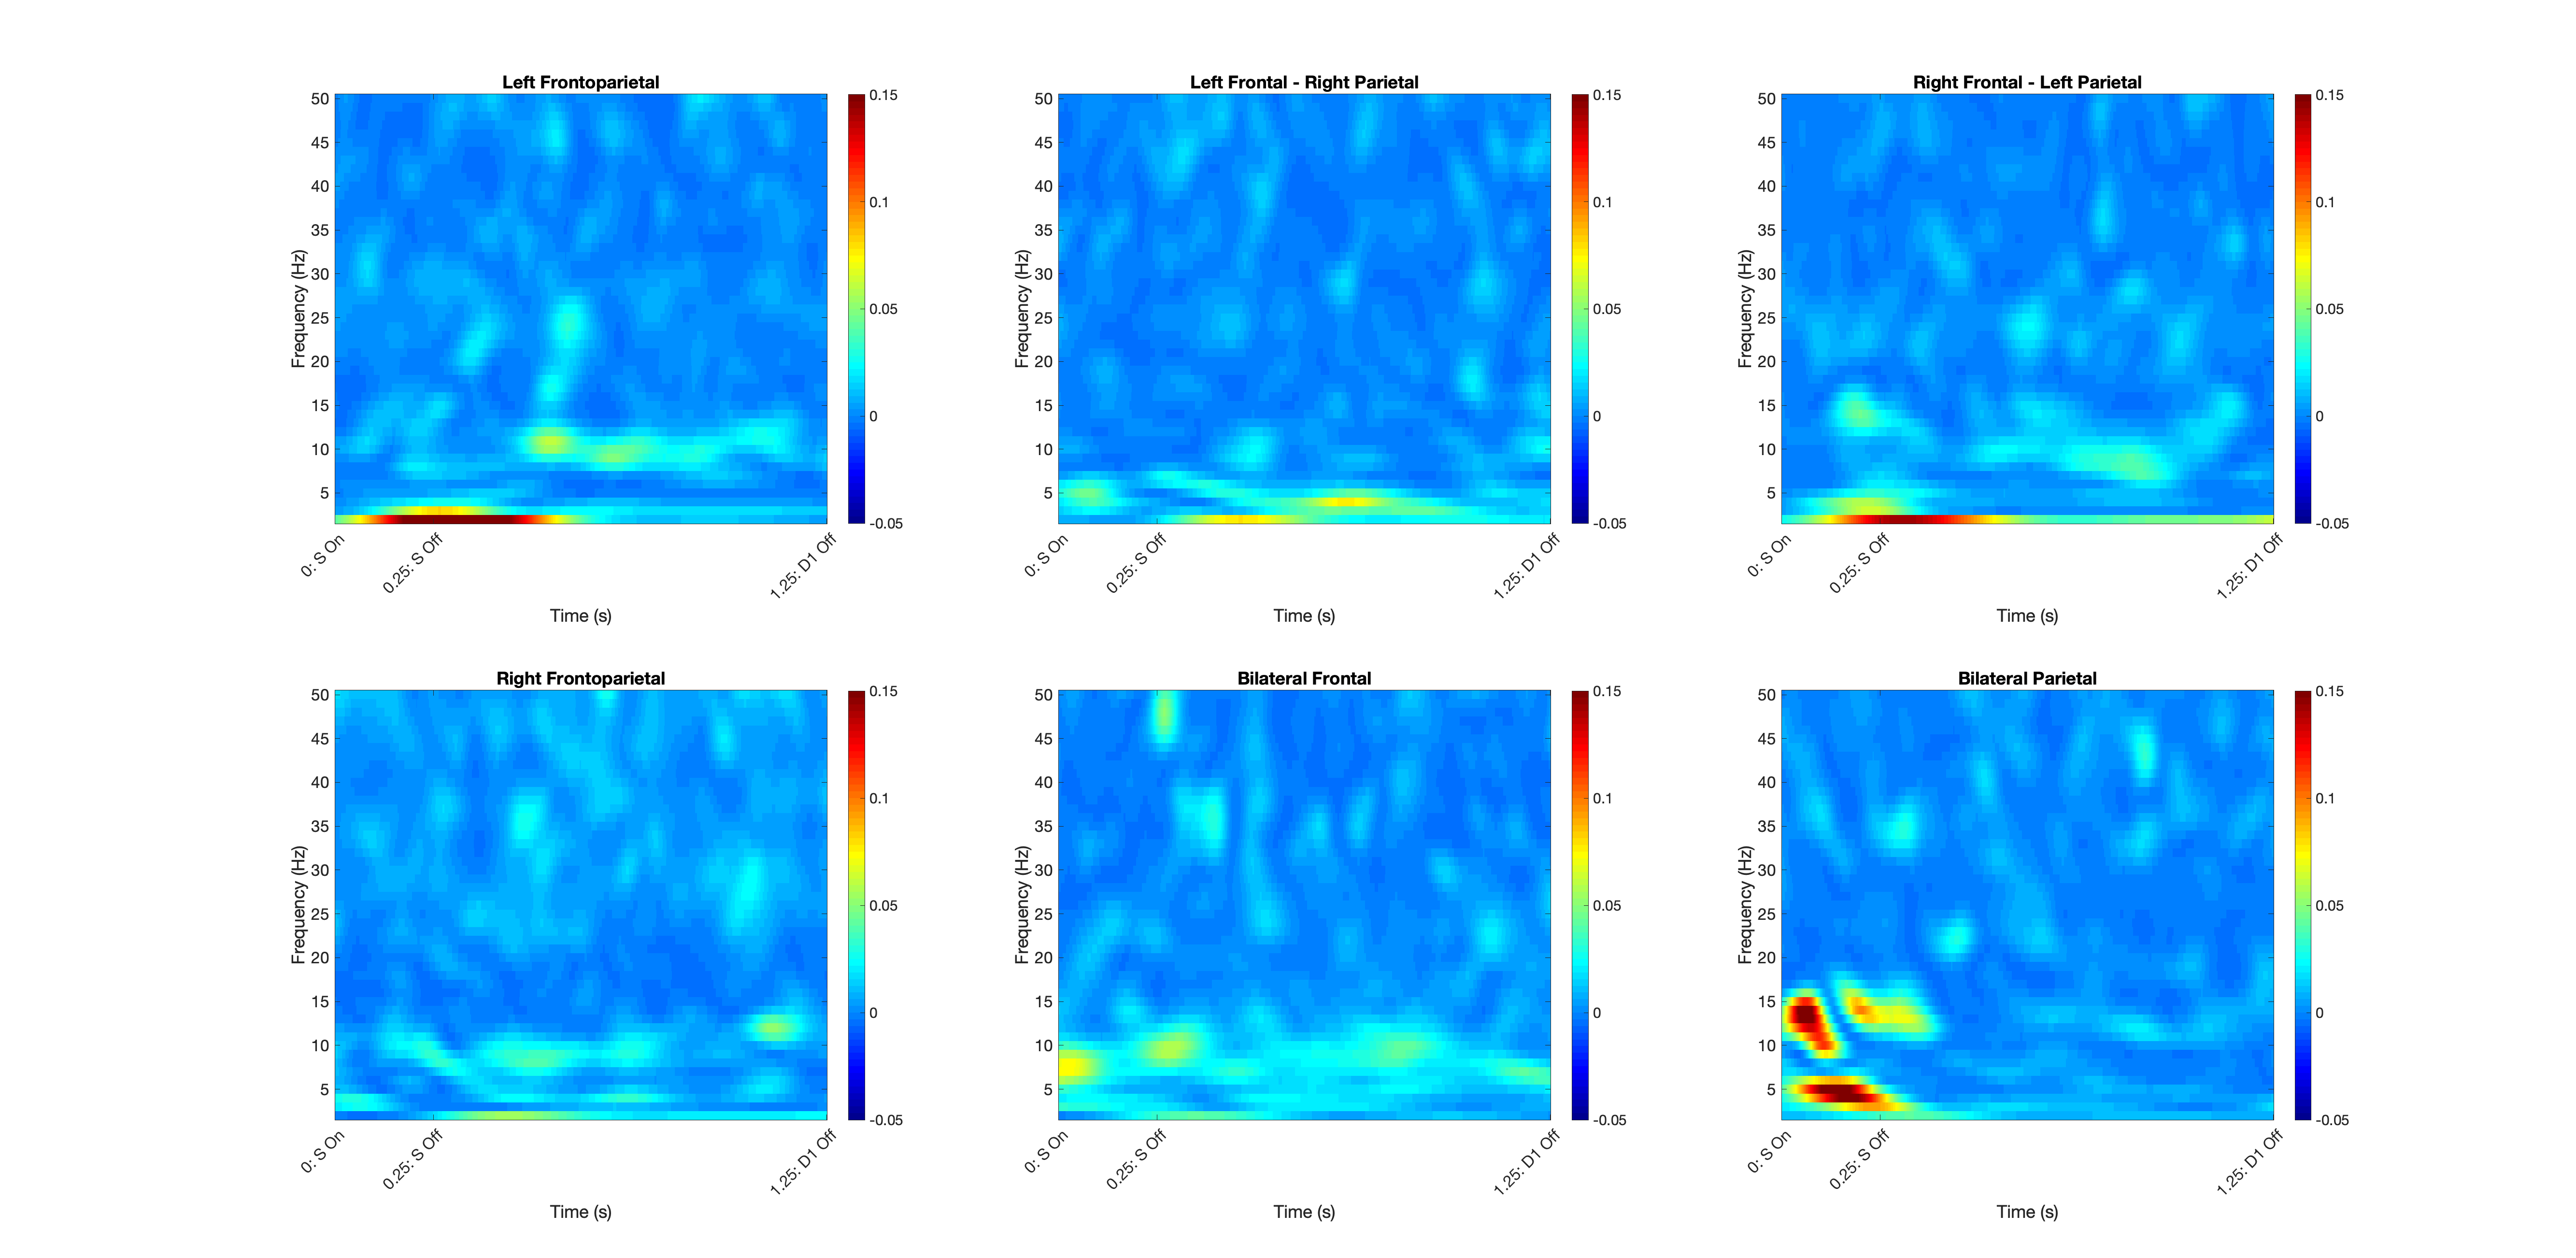 Left Frontoparietal
50
45
40
35
30
25
20
15
10
5
Frequency (Hz)
0: S On
0.25: S Off
1.25: D1 Off
Time (s)
0.15
0.1
0.05
0
-0.05
Left Frontal - Right Parietal
50
45
40
35
30
25
20
15
10
5
Frequency (Hz)
0: S On
0.25: S Off
1.25: D1 Off
Time (s)
0.15
0.1
0.05
0
-0.05
Right Frontal - Left Parietal
50
45
40
35
30
25
20
15
10
5
Frequency (Hz)
0: S On
0.25: S Off
1.25: D1 Off
Time (s)
0.15
0.1
0.05
0
-0.05
Right Frontoparietal
50
45
40
35
30
25
20
15
10
5
Frequency (Hz)
0: S On
0.25: S Off
1.25: D1 Off
Time (s)
0.15
0.1
0.05
0
-0.05
Bilateral Frontal
50
45
40
35
30
25
20
15
10
5
Frequency (Hz)
0: S On
0.25: S Off
1.25: D1 Off
Time (s)
0.15
0.1
0.05
0
-0.05
Bilateral Parietal
50
45
40
35
30
25
20
15
10
5
Frequency (Hz)
0: S On
0.25: S Off
1.25: D1 Off
Time (s)
0.15
0.1
0.05
0
-0.05